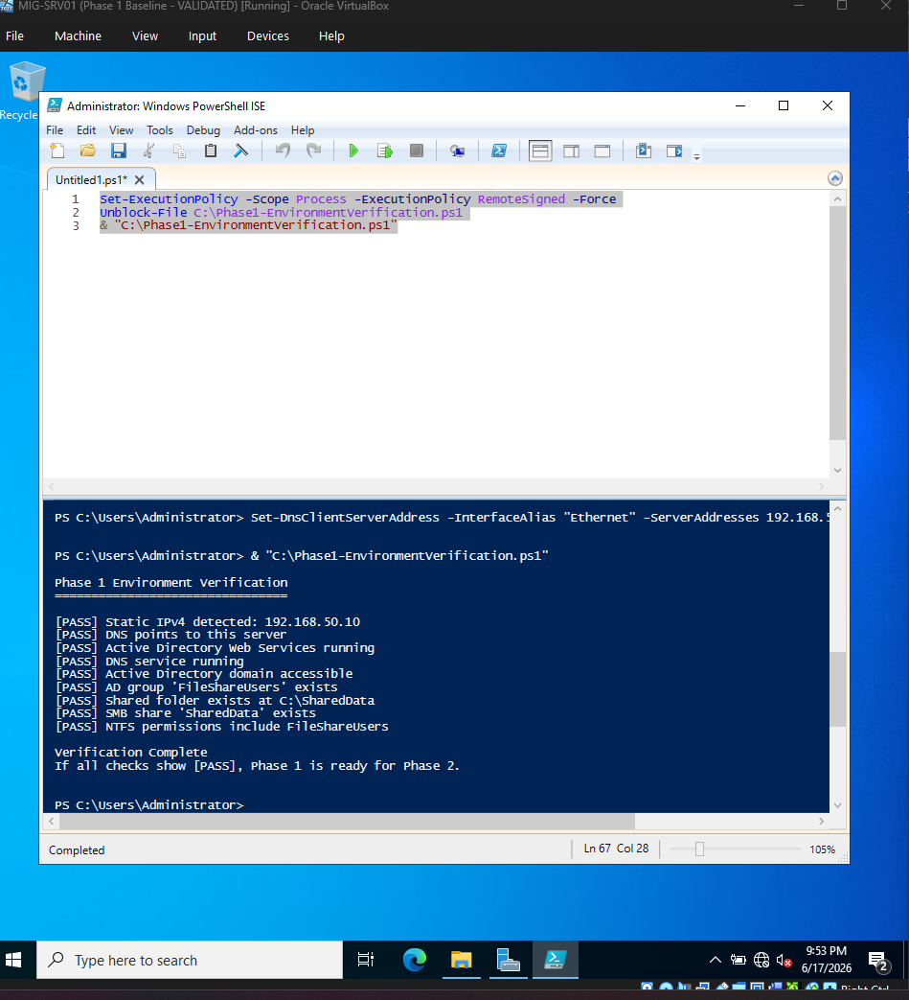 MIG-SRV01 (Phase 1 Baseline - VALIDATED) [Running] - Oracle VirtualBox
File Machine View Input Devices Help
Recycle
Administrator: Windows PowerShell ISE
File Edit View Tools Debug Add-ons Help
Untitled1.ps1* X
1 Set-ExecutionPolicy -Scope Process -ExecutionPolicy RemoteSigned -Force
2 Unblock-File C:\Phase1-EnvironmentVerification.ps1
3 & "C:\Phase1-EnvironmentVerification.ps1"
PS C:\Users\Administrator> Set-DnsClientServerAddress -InterfaceAlias "Ethernet" -ServerAddresses 192.168.5
PS C:\Users\Administrator> & "C:\Phase1-EnvironmentVerification.ps1"
Phase 1 Environment Verification
================================
[PASS] Static IPv4 detected: 192.168.50.10
[PASS] DNS points to this server
[PASS] Active Directory Web Services running
[PASS] DNS service running
[PASS] Active Directory domain accessible
[PASS] AD group 'FileShareUsers' exists
[PASS] Shared folder exists at C:\SharedData
[PASS] SMB share 'SharedData' exists
[PASS] NTFS permissions include FileShareUsers
Verification Complete
If all checks show [PASS], Phase 1 is ready for Phase 2.
PS C:\Users\Administrator>
Completed Ln 67 Col 28 105%
Type here to search
9:53 PM
6/17/2026
2
Right Ctrl